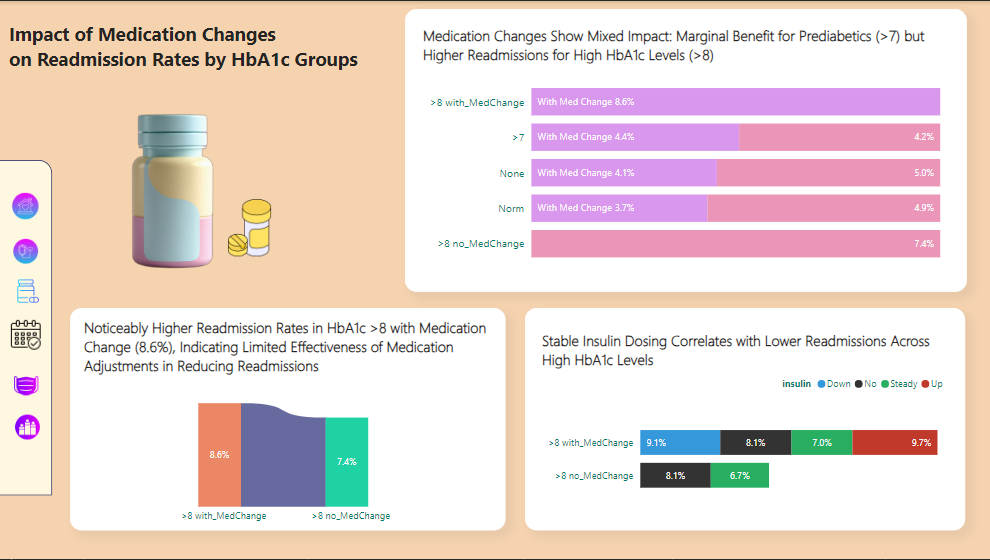 Impact of Medication Changes
on Readmission Rates by HbA1c Groups
Medication Changes Show Mixed Impact: Marginal Benefit for Prediabetics (>7) but
Higher Readmissions for High HbA1c Levels (>8)
>8 with_MedChange With Med Change 8.6%
>7 With Med Change 4.4% 4.2%
None With Med Change 4.1% 5.0%
Norm With Med Change 3.7% 4.9%
>8 no_MedChange 7.4%
Noticeably Higher Readmission Rates in HbA1c >8 with Medication
Change (8.6%), Indicating Limited Effectiveness of Medication
Adjustments in Reducing Readmissions
8.6%
7.4%
>8 with_MedChange >8 no_MedChange
Stable Insulin Dosing Correlates with Lower Readmissions Across
High HbA1c Levels
insulin Down No Steady Up
>8 with_MedChange 9.1% 8.1% 7.0% 9.7%
>8 no_MedChange 8.1% 6.7%